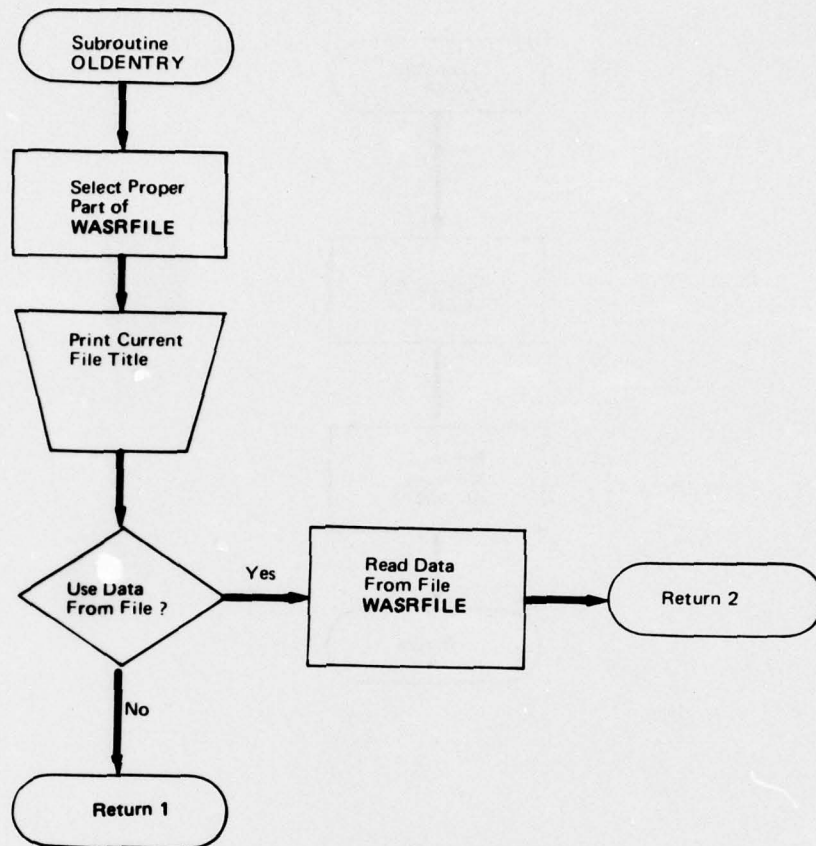 Subroutine
OLDENTRY
Select Proper
Part of
WASRFILE
Print Current
File Title
Use Data
From File ?
Yes
Read Data
From File
WASRFILE
Return 2
No
Return 1